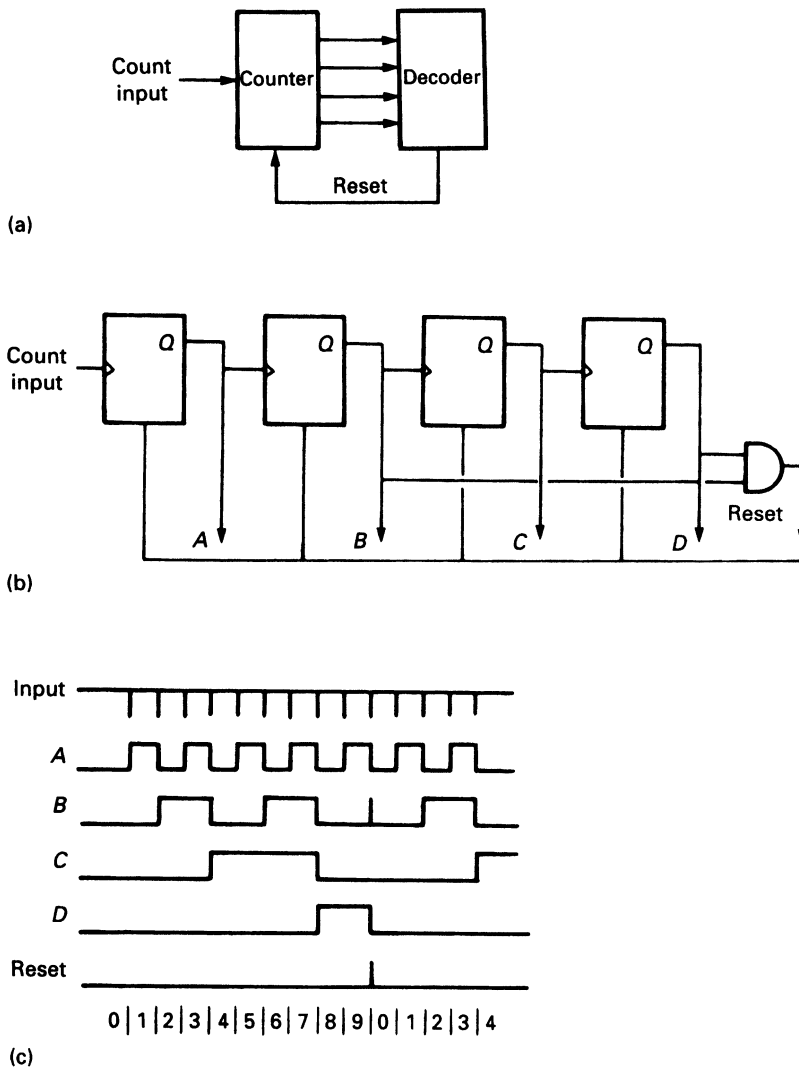 Count
input
Counter
Decoder
Reset
(a)
Count
input
Q
Q
Q
Q
Reset
A
B
C
D
(b)
Input
A
B
C
D
Reset
0|1|2|3|4|5|6|7|8|9|0|1|2|3|4
(c)